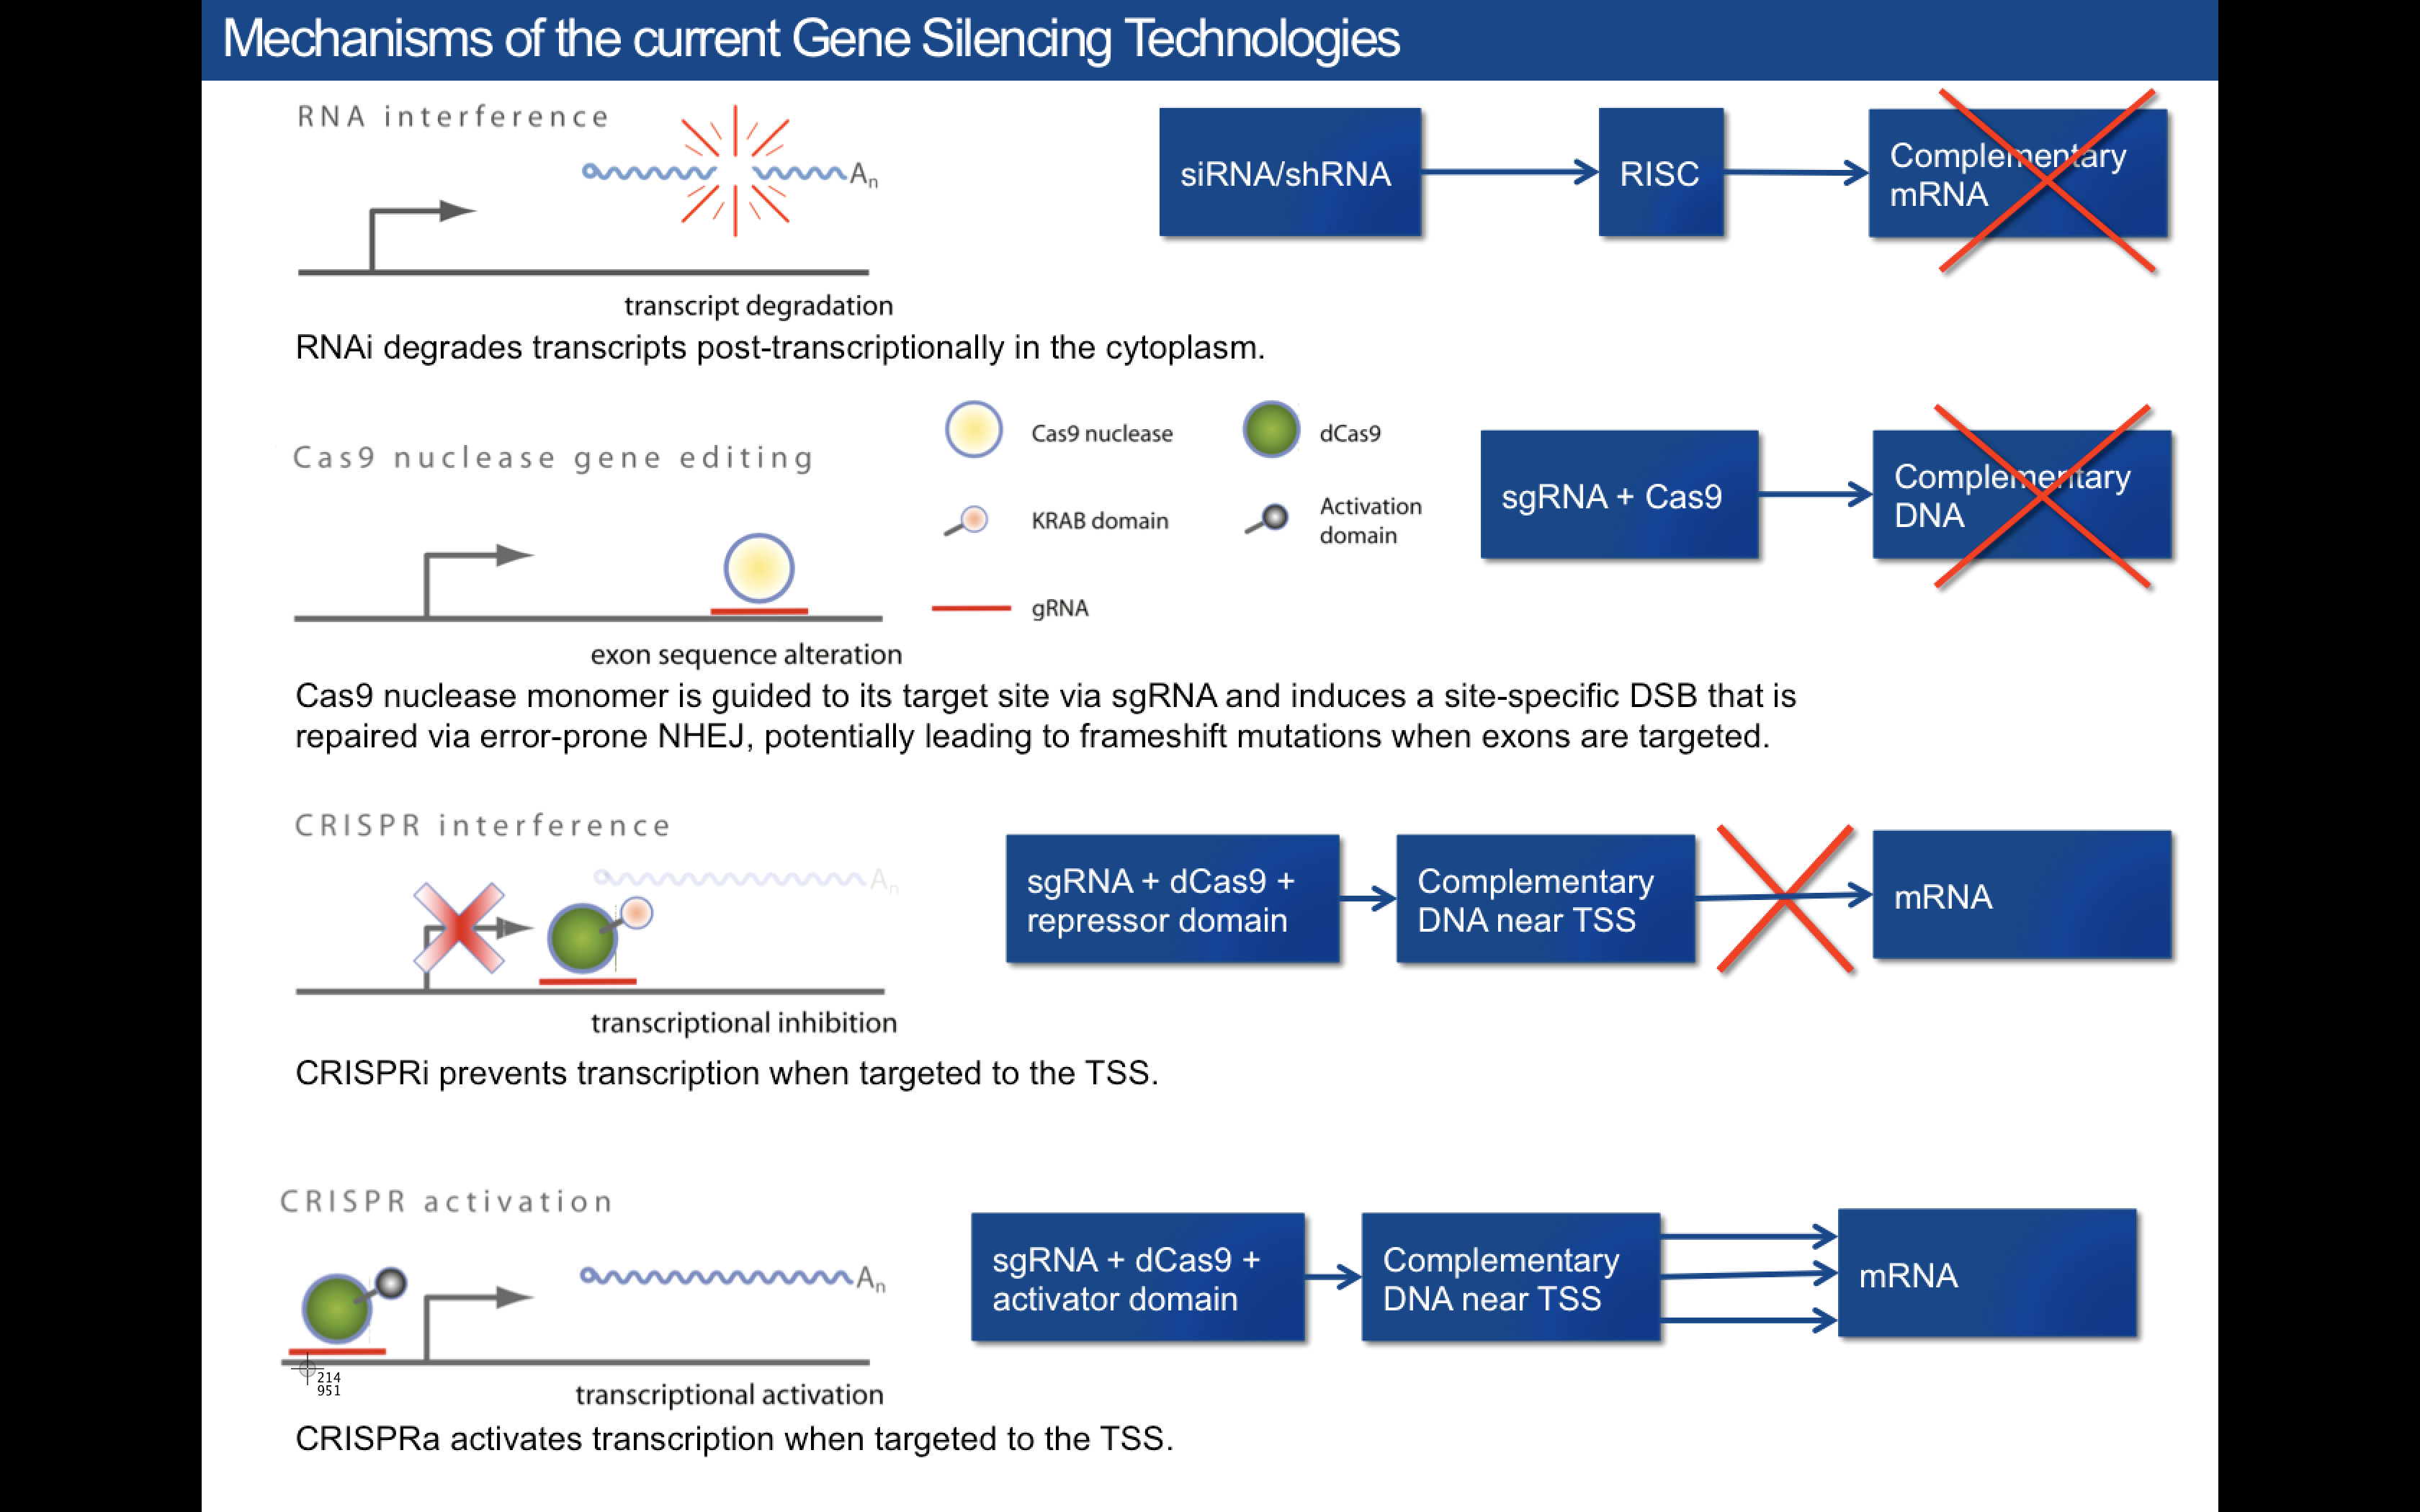 Mechanisms of the current Gene Silencing Technologies
RNA interference
An
transcript degradation
siRNA/shRNA
RISC
Complementary
mRNA
RNAi degrades transcripts post-transcriptionally in the cytoplasm.
Cas9 nuclease gene editing
exon sequence alteration
Cas9 nuclease
dCas9
KRAB domain
Activation
domain
gRNA
sgRNA + Cas9
Complementary
DNA
Cas9 nuclease monomer is guided to its target site via sgRNA and induces a site-specific DSB that is
repaired via error-prone NHEJ, potentially leading to frameshift mutations when exons are targeted.
CRISPR interference
An
transcriptional inhibition
sgRNA + dCas9 +
repressor domain
Complementary
DNA near TSS
mRNA
CRISPRi prevents transcription when targeted to the TSS.
CRISPR activation
An
214
951
transcriptional activation
sgRNA + dCas9 +
activator domain
Complementary
DNA near TSS
mRNA
CRISPRa activates transcription when targeted to the TSS.